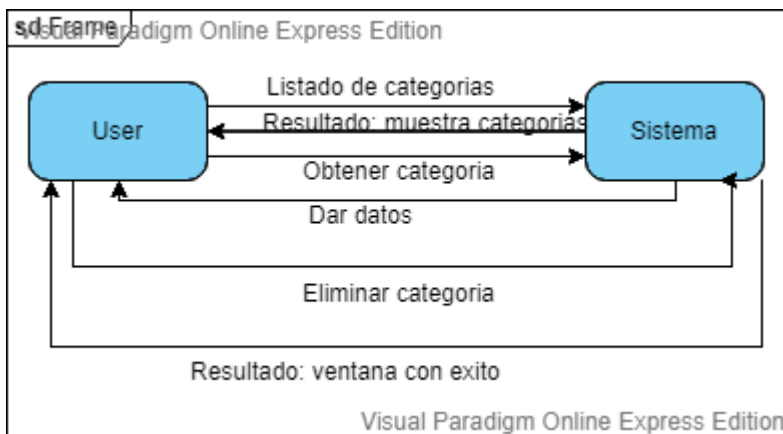 sd Frame
Visual Paradigm Online Express Edition
Listado de categorias
User
Resultado: muestra categorias
Sistema
Obtener categoria
Dar datos
Eliminar categoria
Resultado: ventana con exito
Visual Paradigm Online Express Edition